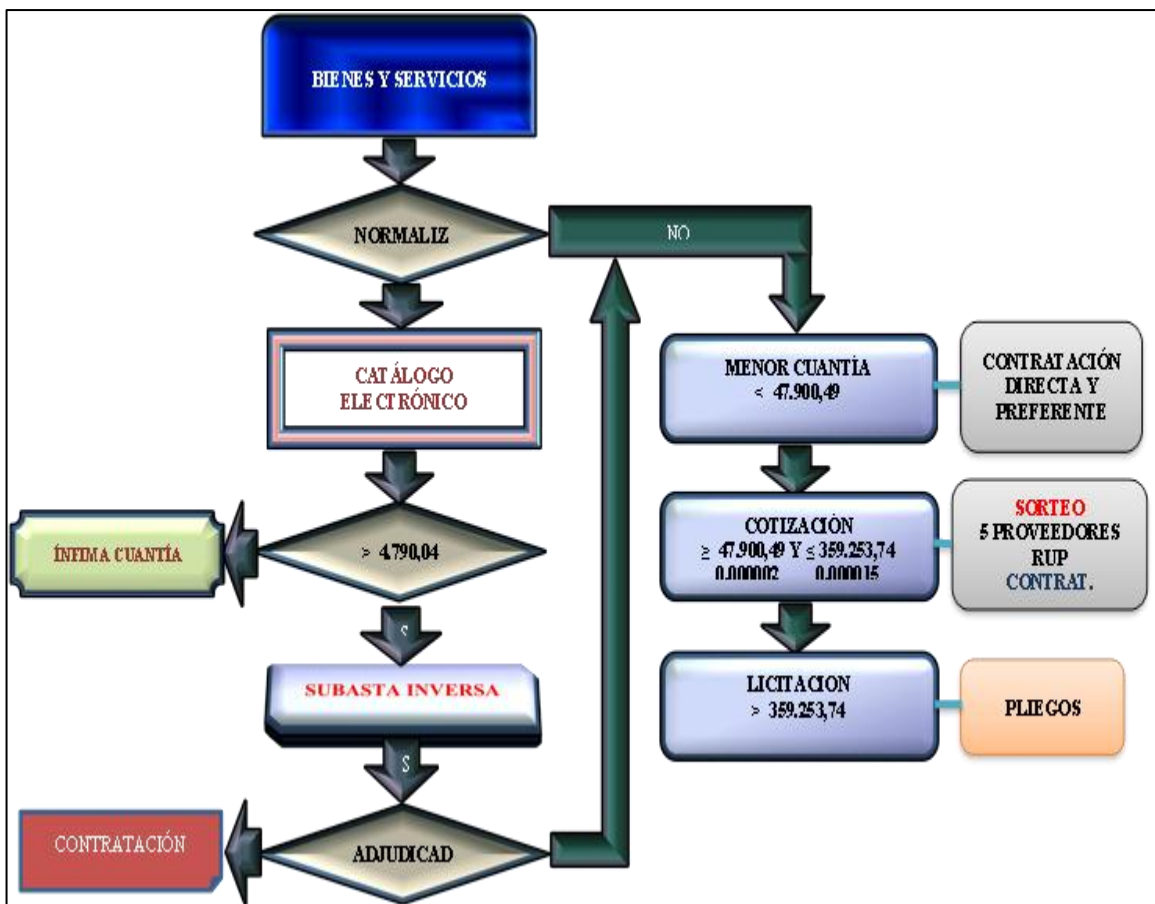 BIENES Y SERVICIOS
NORMALIZ
NO
CATÁLOGO
ELECTRÓNICO
MENOR CUANTÍA
< 47.900,49
CONTRATACIÓN
DIRECTA Y
PREFERENTE
ÍNFIMA CUANTÍA
> 4.790,04
COTIZACIÓN
≥ 47.900,49 Y ≤ 359.253,74
0.000002 0.000015
SORTEO
5 PROVEEDORES
RUP
CONTRAT.
S
SUBASTA INVERSA
LICITACION
> 359.253,74
PLIEGOS
S
CONTRATACIÓN
ADJUDICAD